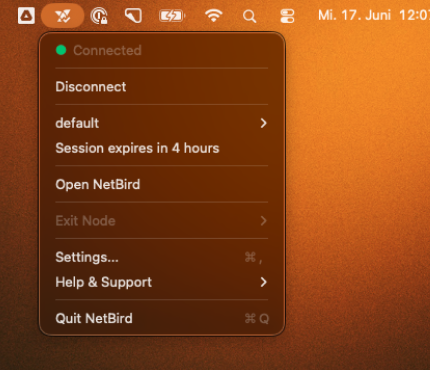 Mi. 17. Juni 12:07
Connected
Disconnect
default
Session expires in 4 hours
Open NetBird
Exit Node
Settings... ⌘ ,
Help & Support
Quit NetBird ⌘ Q